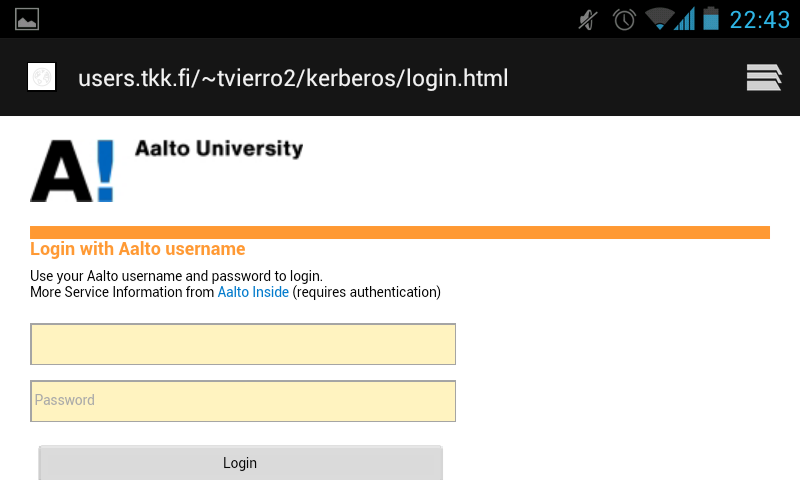 22:43
users.tkk.fi/~tvierro2/kerberos/login.html
A!
Aalto University
Login with Aalto username
Use your Aalto username and password to login.
More Service Information from Aalto Inside (requires authentication)
Password
Login